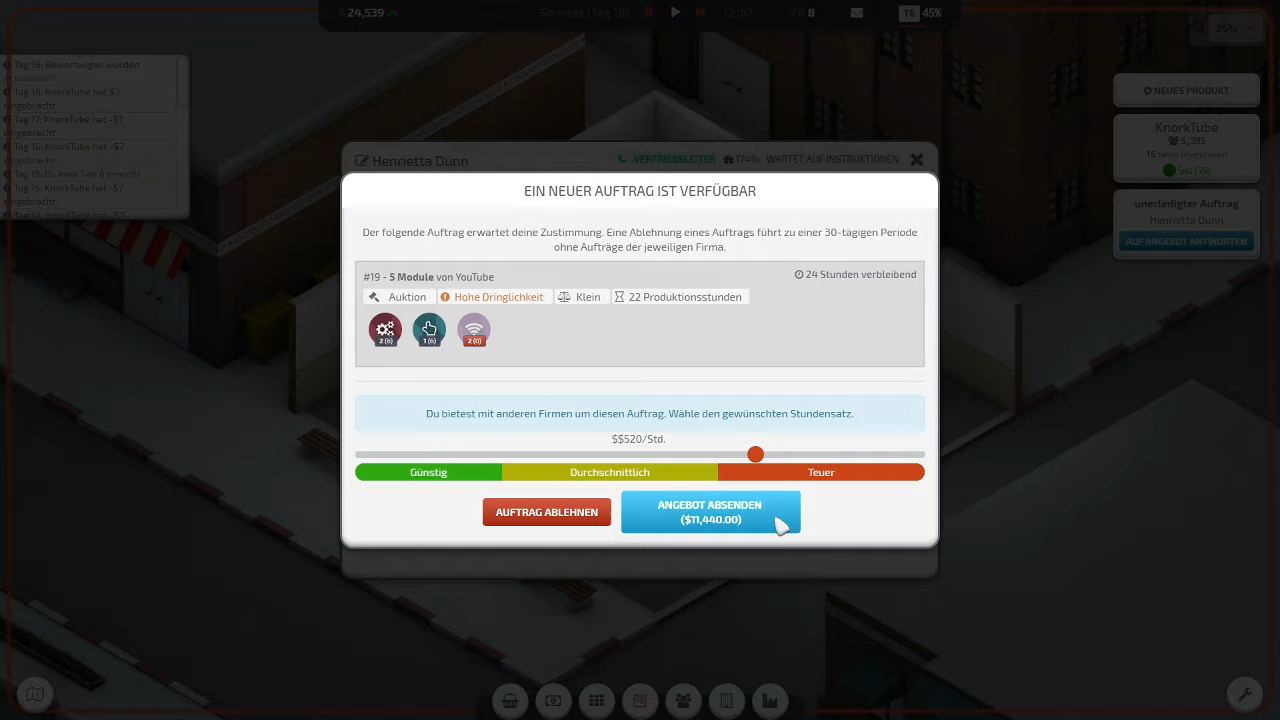 $ 24,539
Sonntag (Tag 18)
12:07
FP 8
T6 45%
25%
Tag 18: Bewertungen wurden
aktualisiert!
Tag 18: KnorkTube hat $3
eingebracht
Tag 17: KnorkTube hat -$7
eingebracht
Tag 16: KnorkTube hat -$7
eingebracht
Tag 15: Du hast Tier 6 erreicht
Tag 15: KnorkTube hat -$7
eingebracht
NEUES PRODUKT
KnorkTube
5,393
15 neue Investoren
unerledigter Auftrag
Henrietta Dunn
AUF ANGEBOT ANTWORTEN
Henrietta Dunn
VERTRIEBSLEITER
174%
WARTET AUF INSTRUKTIONEN
EIN NEUER AUFTRAG IST VERFÜGBAR
Der folgende Auftrag erwartet deine Zustimmung. Eine Ablehnung eines Auftrags führt zu einer 30-tägigen Periode
ohne Aufträge der jeweiligen Firma.
#19 - 5 Module von YouTube
24 Stunden verbleibend
Auktion
Hohe Dringlichkeit
Klein
22 Produktionsstunden
2 (6)
1 (6)
2 (0)
Du bietest mit anderen Firmen um diesen Auftrag. Wähle den gewünschten Stundensatz.
$$520/Std.
Günstig
Durchschnittlich
Teuer
AUFTRAG ABLEHNEN
ANGEBOT ABSENDEN
($11,440.00)